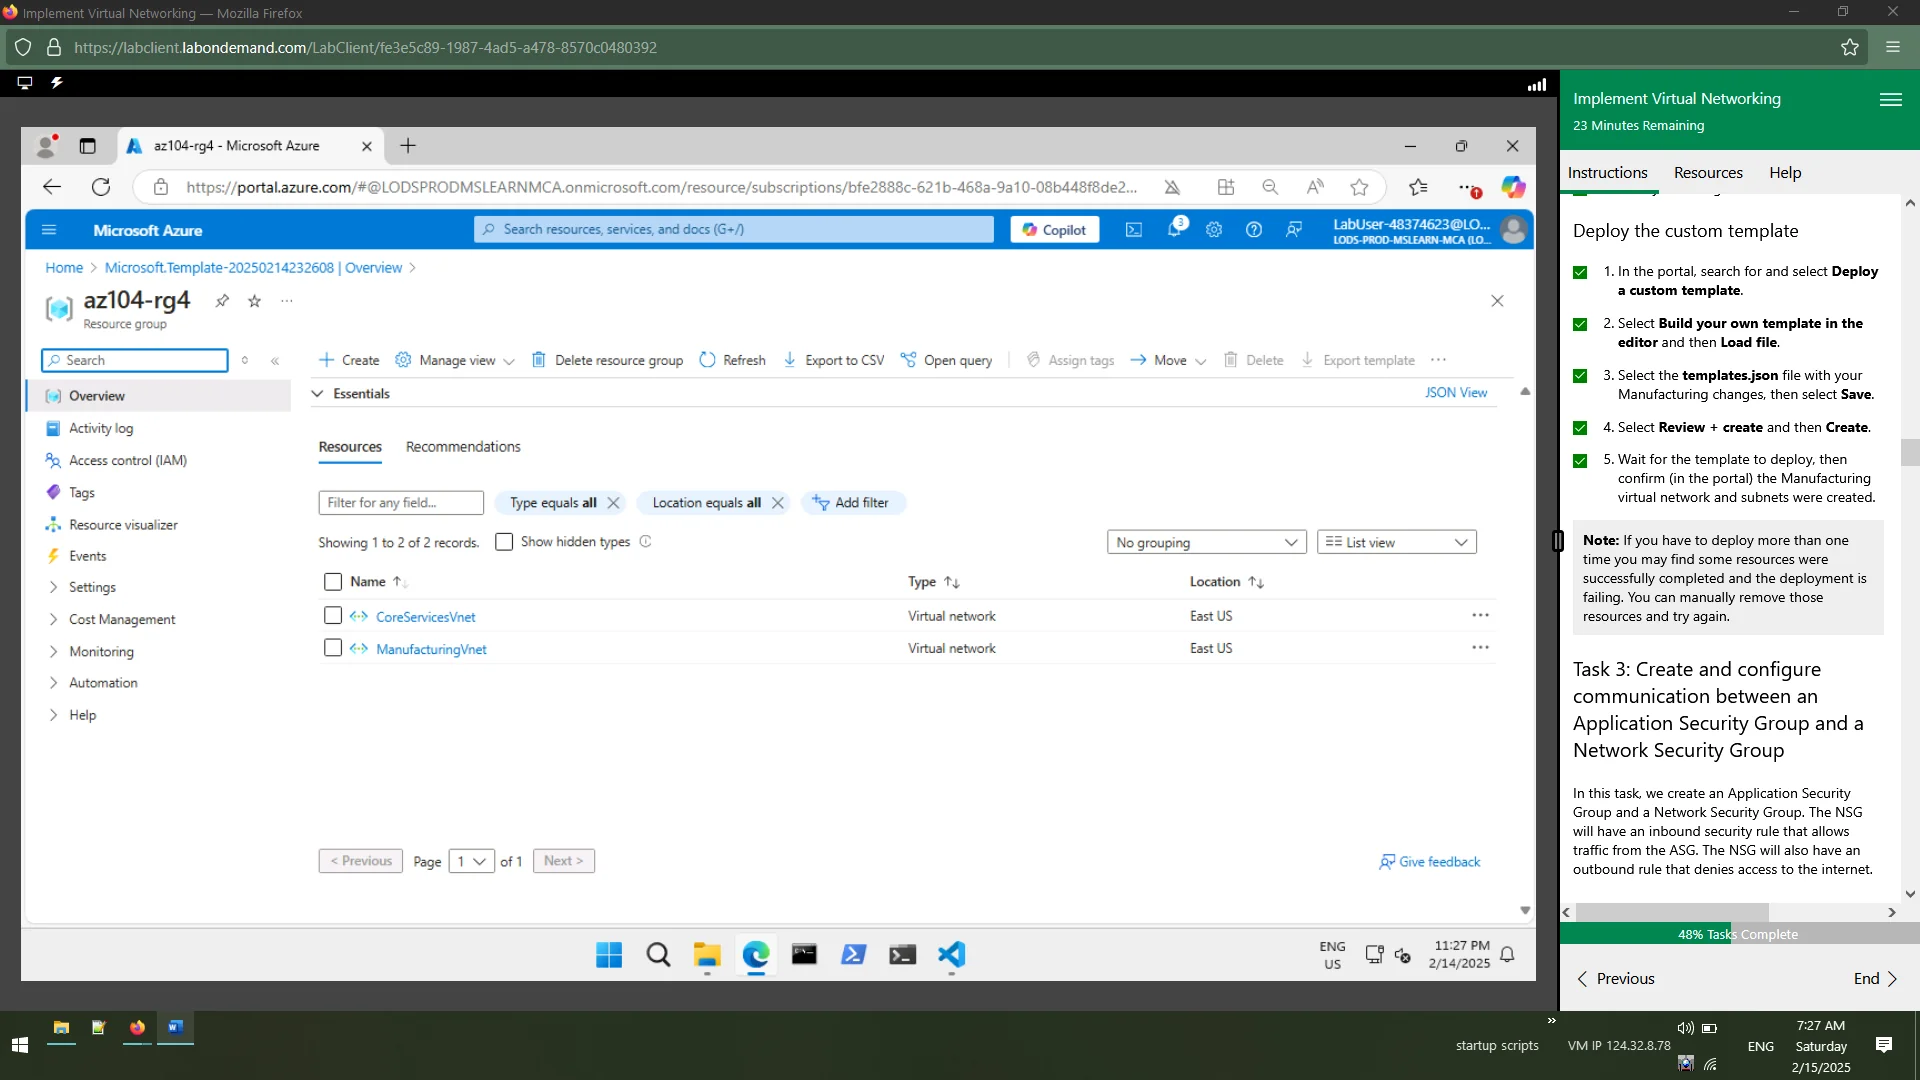 Implement Virtual Networking — Mozilla Firefox
https://labclient.labondemand.com/LabClient/fe3e5c89-1987-4ad5-a478-8570c0480392
az104-rg4 - Microsoft Azure
https://portal.azure.com/#@LODSPRODMSLEARNMCA.onmicrosoft.com/resource/subscriptions/bfe2888c-621b-468a-9a10-08b448f8de2...
Microsoft Azure
Search resources, services, and docs (G+/)
Copilot
3
LabUser-48374623@LO...
LODS-PROD-MSLEARN-MCA (LO...
Home > Microsoft.Template-20250214232608 | Overview >
az104-rg4
Resource group
Search
Overview
Activity log
Access control (IAM)
Tags
Resource visualizer
Events
Settings
Cost Management
Monitoring
Automation
Help
Create
Manage view
Delete resource group
Refresh
Export to CSV
Open query
Assign tags
Move
Delete
Export template
Essentials
JSON View
Resources
Recommendations
Filter for any field...
Type equals all
Location equals all
Add filter
Showing 1 to 2 of 2 records.
Show hidden types
No grouping
List view
Name
Type
Location
CoreServicesVnet
Virtual network
East US
ManufacturingVnet
Virtual network
East US
< Previous
Page
1
of 1
Next >
Give feedback
ENG
US
11:27 PM
2/14/2025
Implement Virtual Networking
23 Minutes Remaining
Instructions
Resources
Help
Deploy the custom template
1. In the portal, search for and select Deploy
a custom template.
2. Select Build your own template in the
editor and then Load file.
3. Select the templates.json file with your
Manufacturing changes, then select Save.
4. Select Review + create and then Create.
5. Wait for the template to deploy, then
confirm (in the portal) the Manufacturing
virtual network and subnets were created.
Note: If you have to deploy more than one
time you may find some resources were
successfully completed and the deployment is
failing. You can manually remove those
resources and try again.
Task 3: Create and configure
communication between an
Application Security Group and a
Network Security Group
In this task, we create an Application Security
Group and a Network Security Group. The NSG
will have an inbound security rule that allows
traffic from the ASG. The NSG will also have an
outbound rule that denies access to the internet.
48% Tasks Complete
Previous
End
startup scripts
VM IP 124.32.8.78
ENG
7:27 AM
Saturday
2/15/2025